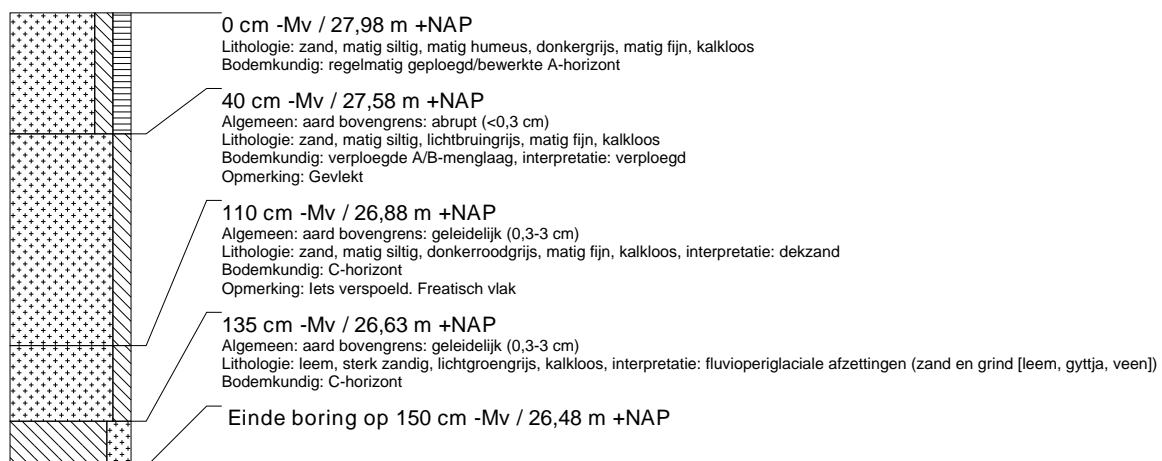 0 cm -Mv / 27,98 m +NAP
Lithologie: zand, matig siltig, matig humeus, donkergrijs, matig fijn, kalkloos
Bodemkundig: regelmatig geploegd/bewerkte A-horizont
40 cm -Mv / 27,58 m +NAP
Algemeen: aard bovengrens: abrupt (<0,3 cm)
Lithologie: zand, matig siltig, lichtbruingrijs, matig fijn, kalkloos
Bodemkundig: verploegde A/B-menglaag, interpretatie: verploegd
Opmerking: Gevlekt
110 cm -Mv / 26,88 m +NAP
Algemeen: aard bovengrens: geleidelijk (0,3-3 cm)
Lithologie: zand, matig siltig, donkerroodgrijs, matig fijn, kalkloos, interpretatie: dekzand
Bodemkundig: C-horizont
Opmerking: Iets verspoeld. Freatisch vlak
135 cm -Mv / 26,63 m +NAP
Algemeen: aard bovengrens: geleidelijk (0,3-3 cm)
Lithologie: leem, sterk zandig, lichtgroengrijs, kalkloos, interpretatie: fluvioperiglaciale afzettingen (zand en grind [leem, gyttja, veen])
Bodemkundig: C-horizont
Einde boring op 150 cm -Mv / 26,48 m +NAP